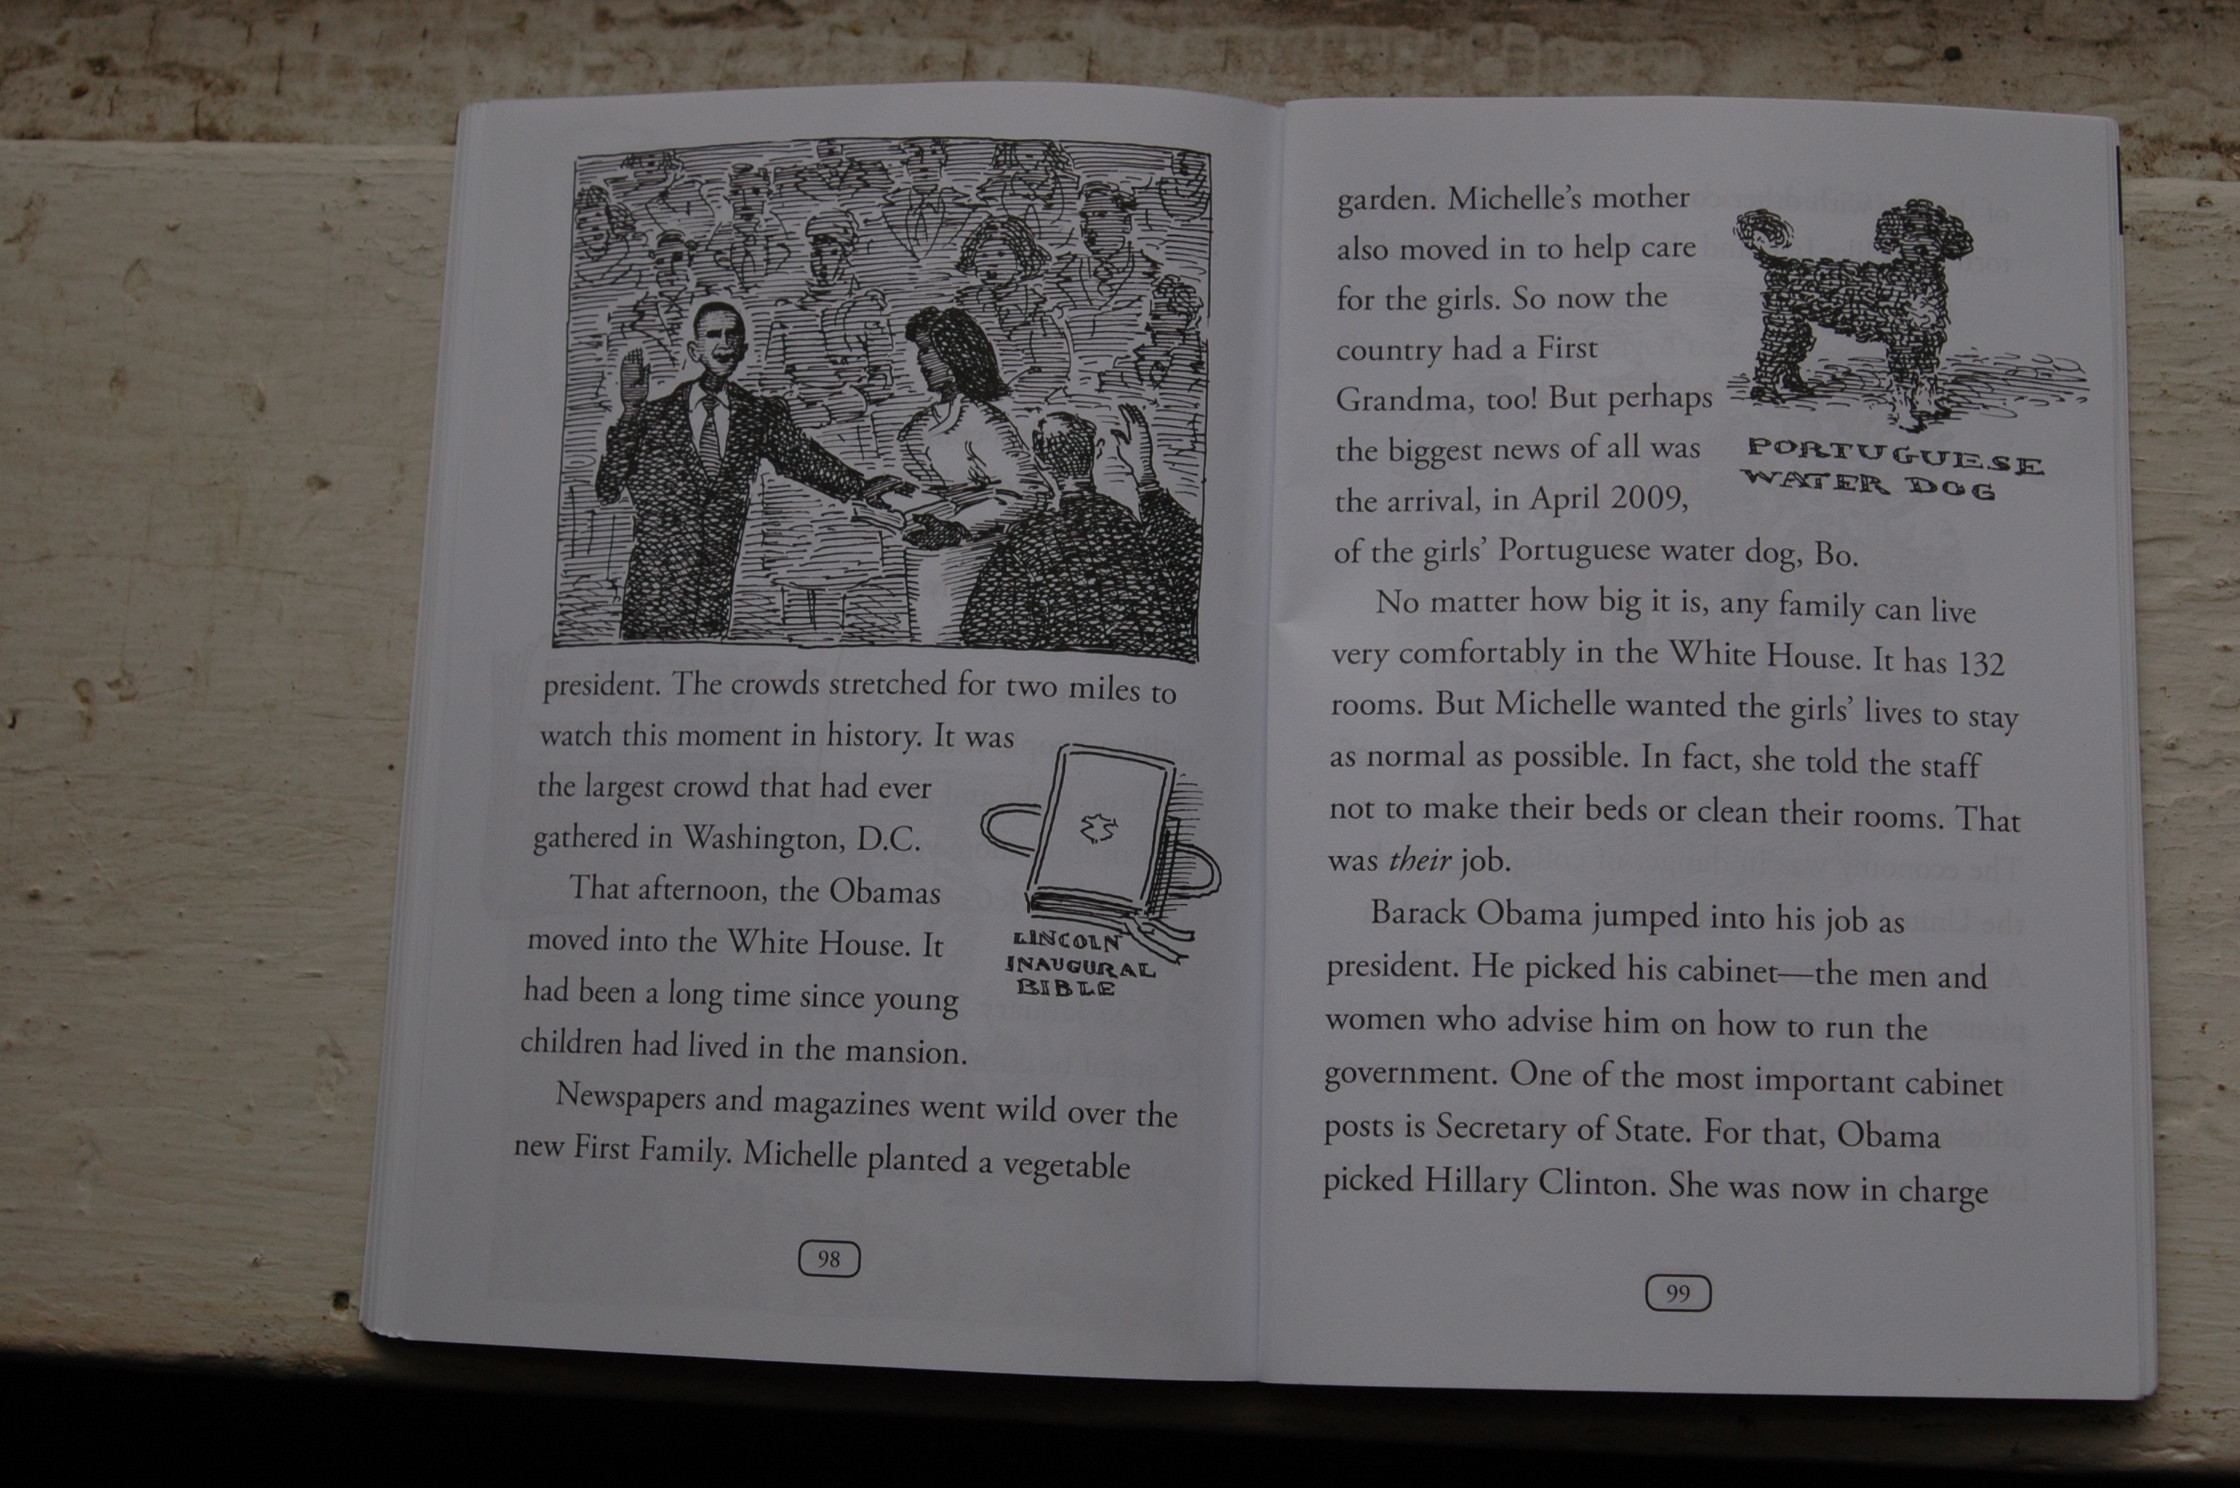 president. The crowds stretched for two miles to
watch this moment in history. It was
the largest crowd that had ever
gathered in Washington, D.C.
That afternoon, the Obamas
moved into the White House. It
had been a long time since young
children had lived in the mansion.
LINCOLN
INAUGURAL
BIBLE
Newspapers and magazines went wild over the
new First Family. Michelle planted a vegetable
98
garden. Michelle's mother
also moved in to help care
for the girls. So now the
country had a First
Grandma, too! But perhaps
the biggest news of all was
the arrival, in April 2009,
of the girls' Portuguese water dog, Bo.
PORTUGUESE
WATER DOG
No matter how big it is, any family can live
very comfortably in the White House. It has 132
rooms. But Michelle wanted the girls' lives to stay
as normal as possible. In fact, she told the staff
not to make their beds or clean their rooms. That
was their job.
Barack Obama jumped into his job as
president. He picked his cabinet—the men and
women who advise him on how to run the
government. One of the most important cabinet
posts is Secretary of State. For that, Obama
picked Hillary Clinton. She was now in charge
99